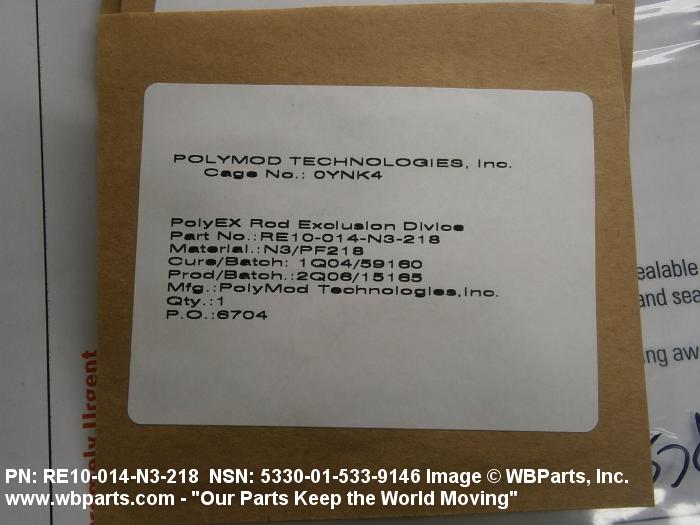 POLYMOD TECHNOLOGIES, Inc.
Cage No.: 0YNK4
PolyEX Rod Exclusion Divice
Part No.:RE10-014-N3-218
Material.:N3/PF218
Cure/Batch: 1Q04/59160
Prod/Batch.:2Q06/15165
Mfg.:PolyMod Technologies,Inc.
Qty.:1
P.O.:6704
ealable
and sea
ng aw
Urgent
PN: RE10-014-N3-218 NSN: 5330-01-533-9146 Image © WBParts, Inc.
www.wbparts.com - "Our Parts Keep the World Moving"